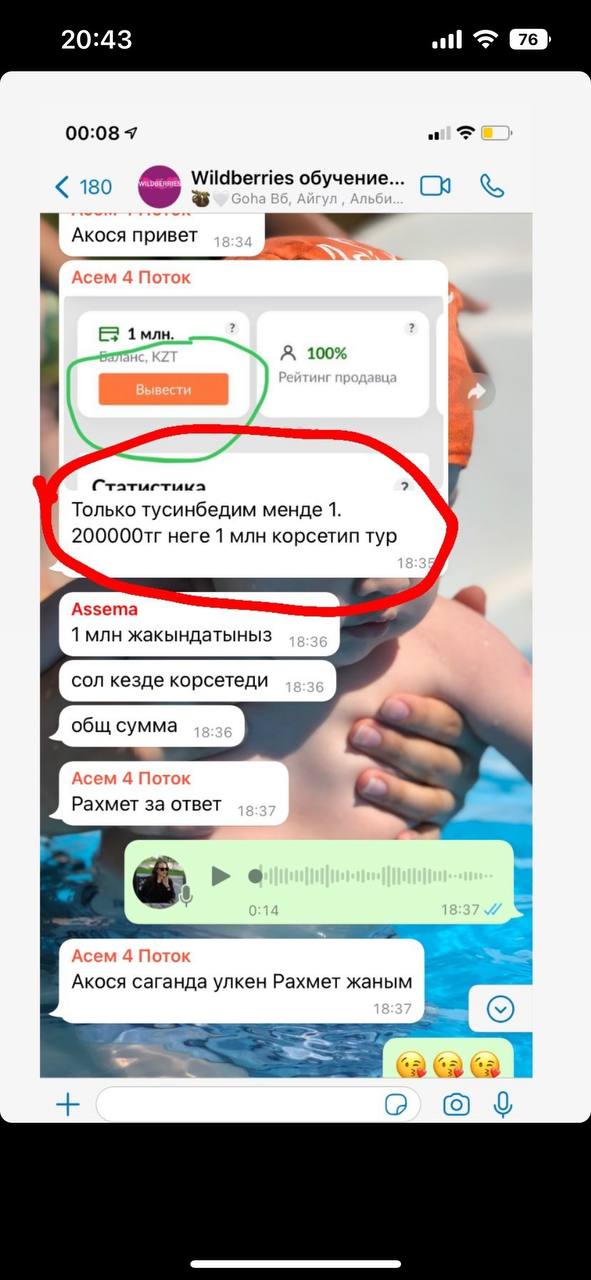 20:43
76
00:08
180
Wildberries обучение...
Goha Вб, Айгул , Альби...
WILDBERRIES
Асем 4 Поток
Акося привет 18:34
Асем 4 Поток
1 млн. ?
Баланс, KZT
Вывести
100% ?
Рейтинг продавца
Статистика ?
Только тусинбедим менде 1.
200000тг неге 1 млн корсетип тур
18:35
Assema
1 млн жакындатыныз 18:36
сол кезде корсетеди 18:36
общ сумма 18:36
Асем 4 Поток
Рахмет за ответ 18:37
0:14 18:37
Асем 4 Поток
Акося саганда улкен Рахмет жаным
18:37